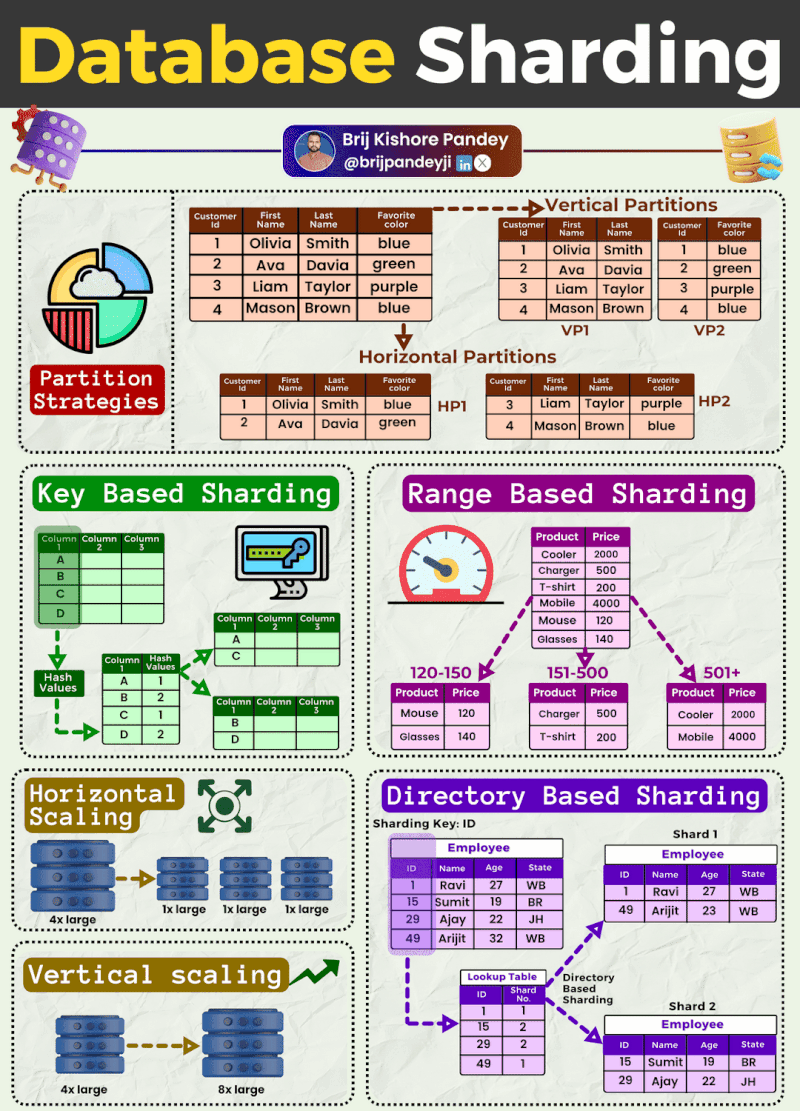 Database Sharding
Brij Kishore Pandey
@brijpandeyji in X
Partition
Strategies
Customer Id First Name Last Name Favorite color
1 Olivia Smith blue
2 Ava Davia green
3 Liam Taylor purple
4 Mason Brown blue
Vertical Partitions
Customer Id First Name Last Name
1 Olivia Smith
2 Ava Davia
3 Liam Taylor
4 Mason Brown
VP1
Customer Id Favorite color
1 blue
2 green
3 purple
4 blue
VP2
Horizontal Partitions
Customer Id First Name Last Name Favorite color
1 Olivia Smith blue
2 Ava Davia green
HP1
Customer Id First Name Last Name Favorite color
3 Liam Taylor purple
4 Mason Brown blue
HP2
Key Based Sharding
Column 1 Column 2 Column 3
A
B
C
D
Hash
Values
Column 1 Hash Values
A 1
B 2
C 1
D 2
Column 1 Column 2 Column 3
A
C
Column 1 Column 2 Column 3
B
D
Range Based Sharding
Product Price
Cooler 2000
Charger 500
T-shirt 200
Mobile 4000
Mouse 120
Glasses 140
120-150
Product Price
Mouse 120
Glasses 140
151-500
Product Price
Charger 500
T-shirt 200
501+
Product Price
Cooler 2000
Mobile 4000
Horizontal
Scaling
4x large
1x large 1x large 1x large
Vertical scaling
4x large
8x large
Directory Based Sharding
Sharding Key: ID
Employee
ID Name Age State
1 Ravi 27 WB
15 Sumit 19 BR
29 Ajay 22 JH
49 Arijit 32 WB
Lookup Table
ID Shard No.
1 1
15 2
29 2
49 1
Directory
Based
Sharding
Shard 1
Employee
ID Name Age State
1 Ravi 27 WB
49 Arijit 23 WB
Shard 2
Employee
ID Name Age State
15 Sumit 19 BR
29 Ajay 22 JH